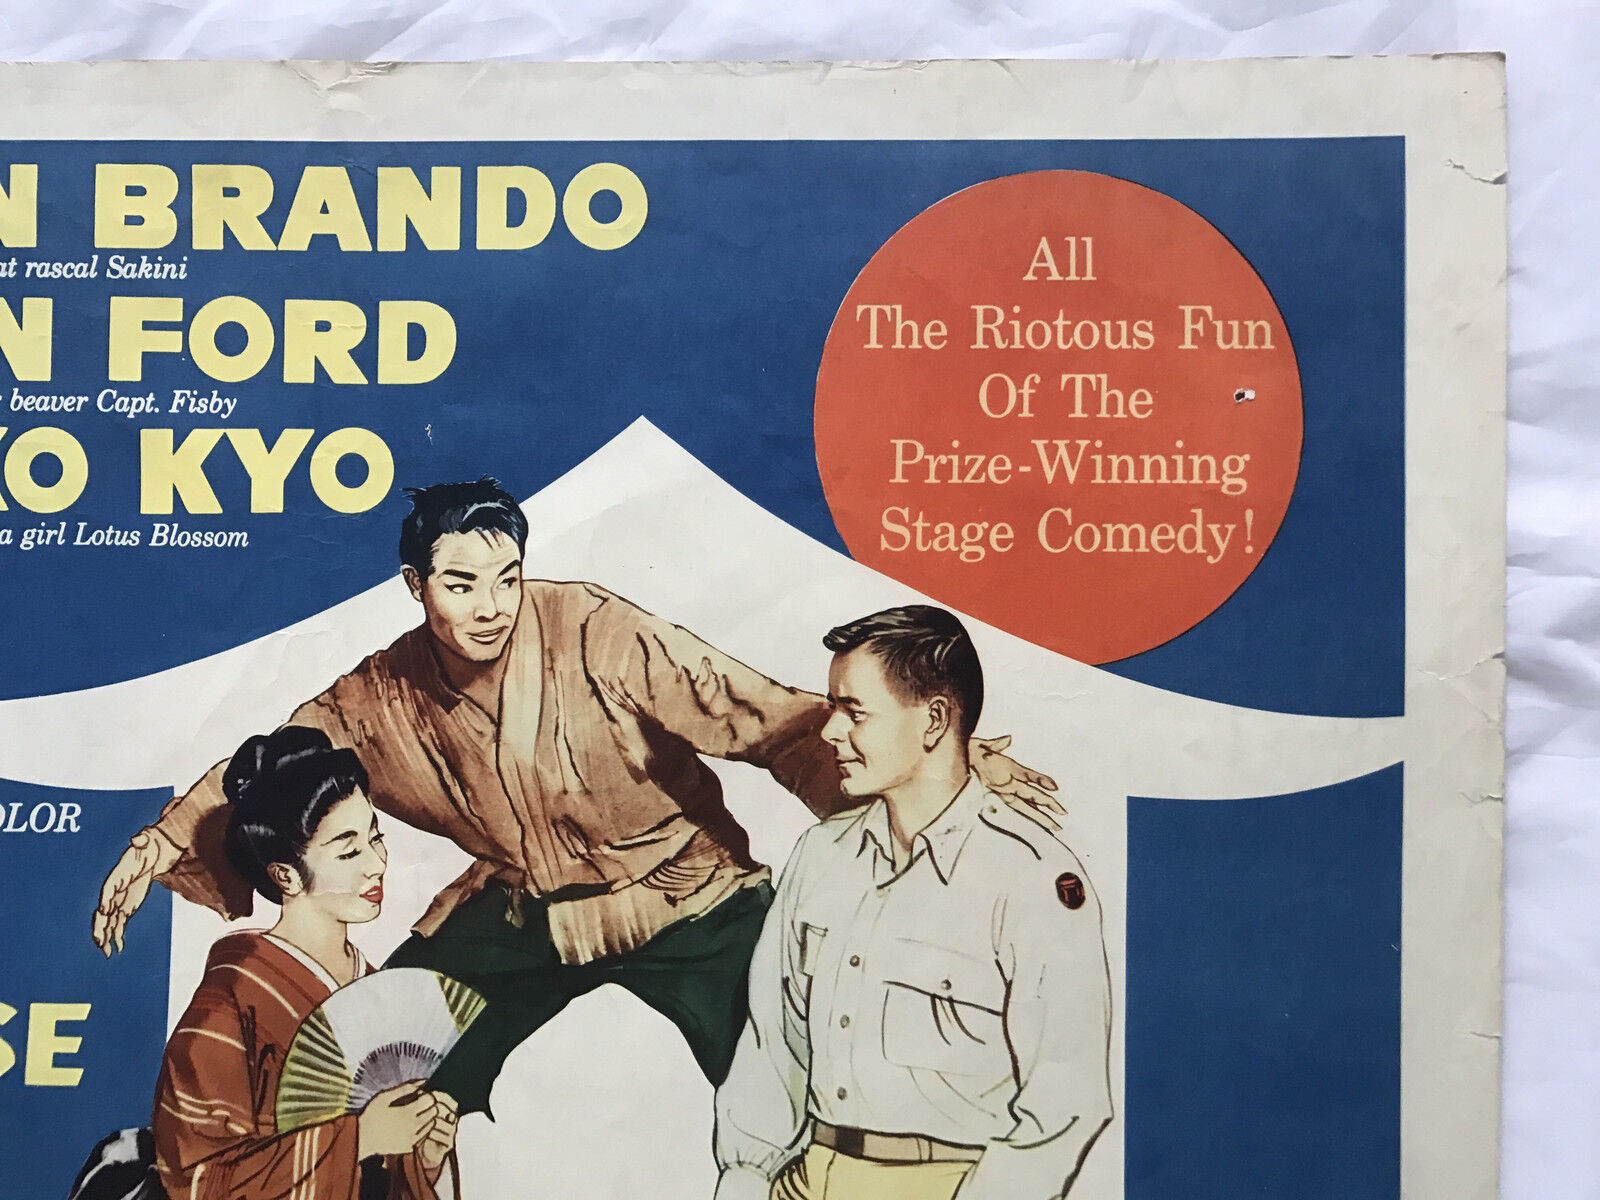 N BRANDO
at rascal Sakini
N FORD
beaver Capt. Fisby
KO KYO
a girl Lotus Blossom
All
The Riotous Fun
Of The
Prize-Winning
Stage Comedy!
OLOR
SE